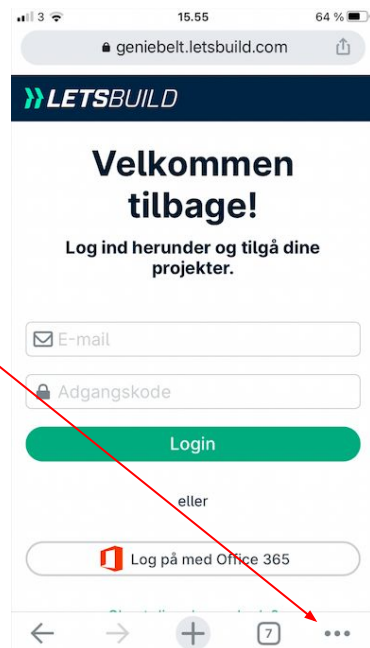 3 15.55 64 %
geniebelt.letsbuild.com
LETSBUILD
Velkommen
tilbage!
Log ind herunder og tilgå dine
projekter.
E-mail
Adgangskode
Login
eller
Log på med Office 365
7